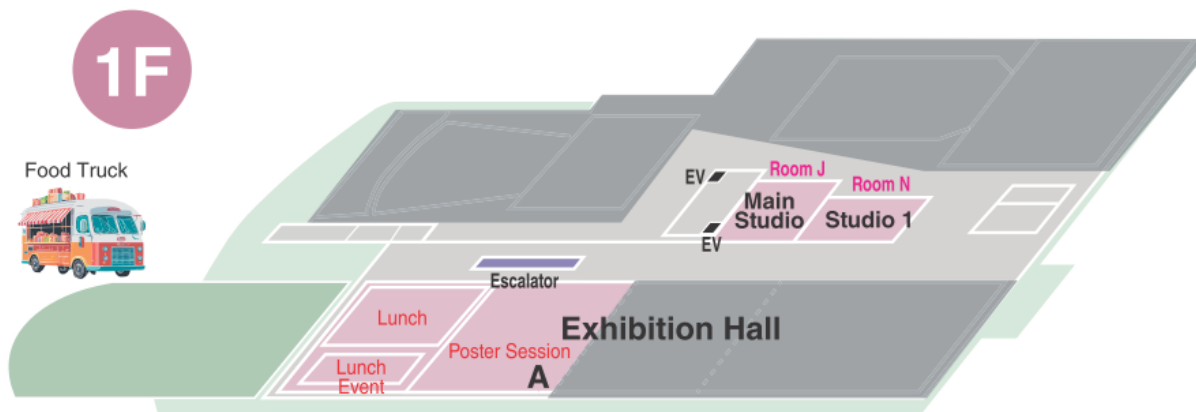 1F
Food Truck
EV
Room J
Room N
Main
Studio
Studio 1
EV
Escalator
Lunch
Exhibition Hall
Poster Session
A
Lunch
Event